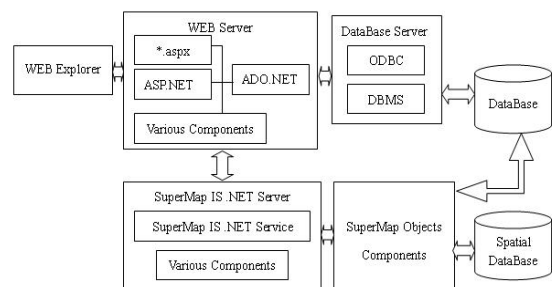 WEB Server
*.aspx
ASP.NET
ADO.NET
Various Components
WEB Explorer
DataBase Server
ODBC
DBMS
DataBase
SuperMap IS .NET Server
SuperMap IS .NET Service
Various Components
SuperMap Objects
Components
Spatial
DataBase